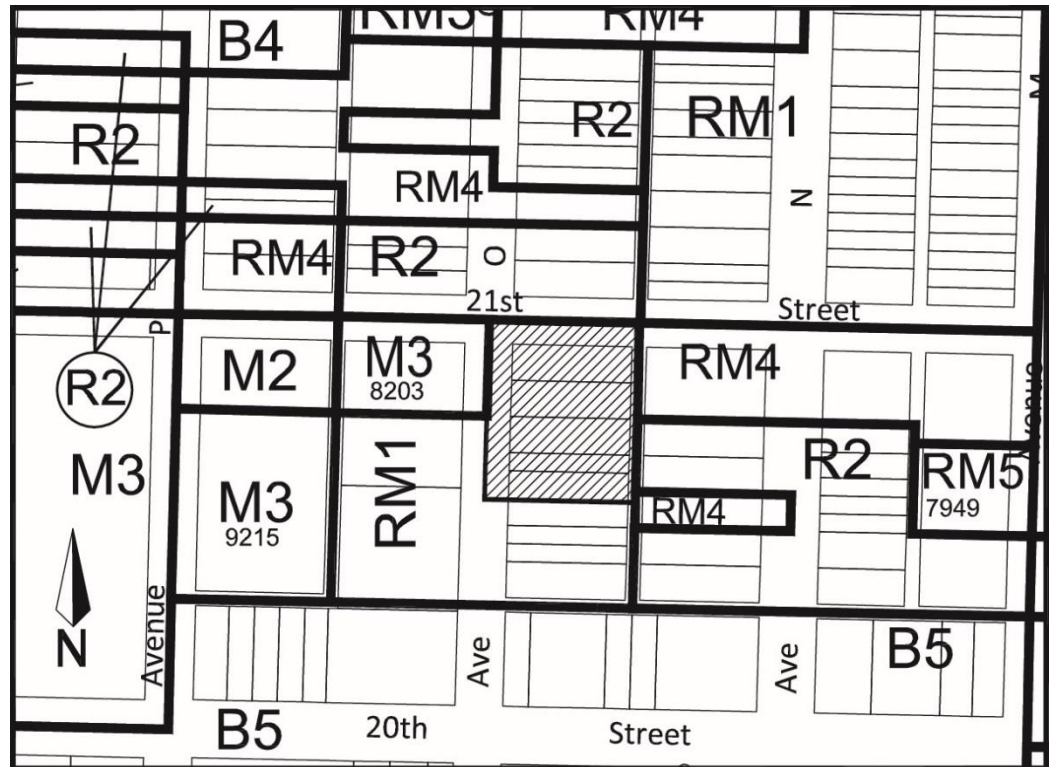 RM3
RM4
B4
R2
R2
RM1
M
RM4
N
RM4
R2
O
21st
Street
P
M2
M3
8203
RM4
R2
Avenue
M3
M3
9215
RM1
R2
RM5
7949
RM4
N
Avenue
Ave
Ave
B5
B5
20th
Street